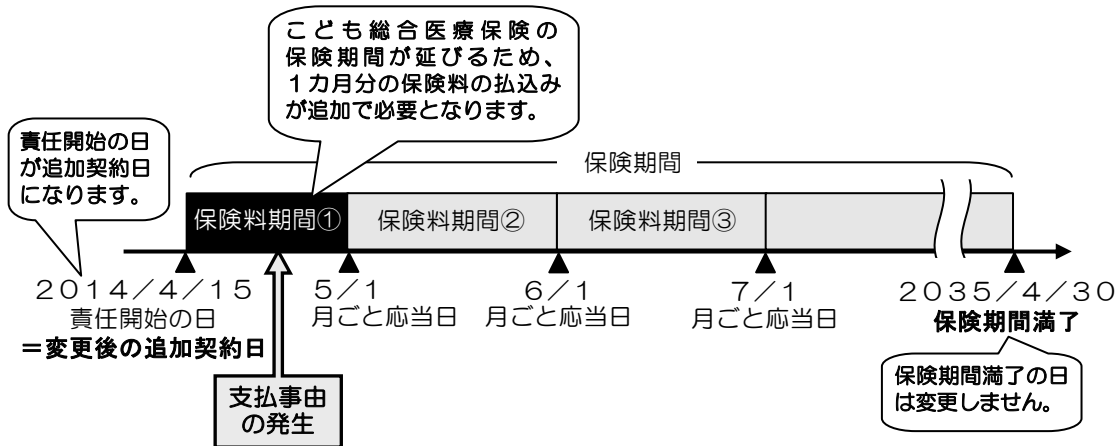 こども総合医療保険の
保険期間が延びるため、
１カ月分の保険料の払込み
が追加で必要となります。
責任開始の日
が追加契約日
になります。
保険期間
保険料期間①
保険料期間②
保険料期間③
２０１４／４／１５
５／１
６／１
７／１
２０３５／４／３０
責任開始の日
月ごと応当日
月ごと応当日
月ごと応当日
保険期間満了
＝変更後の追加契約日
支払事由
の発生
保険期間満了の日
は変更しません。